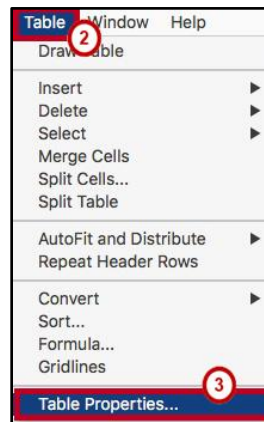 Table Window Help
2
Draw Table
Insert
Delete
Select
Merge Cells
Split Cells...
Split Table
AutoFit and Distribute
Repeat Header Rows
Convert
Sort...
Formula...
Gridlines
3
Table Properties...